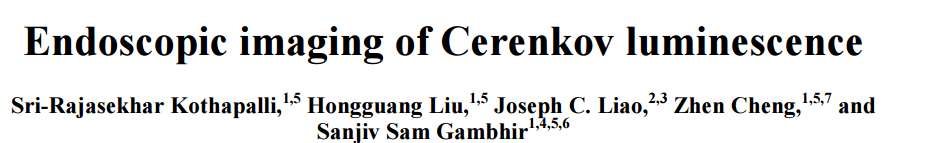 Endoscopic imaging of Cerenkov luminescence
Sri-Rajasekhar Kothapalli,1,5 Hongguang Liu,1,5 Joseph C. Liao,2,3 Zhen Cheng,1,5,7 and
Sanjiv Sam Gambhir1,4,5,6